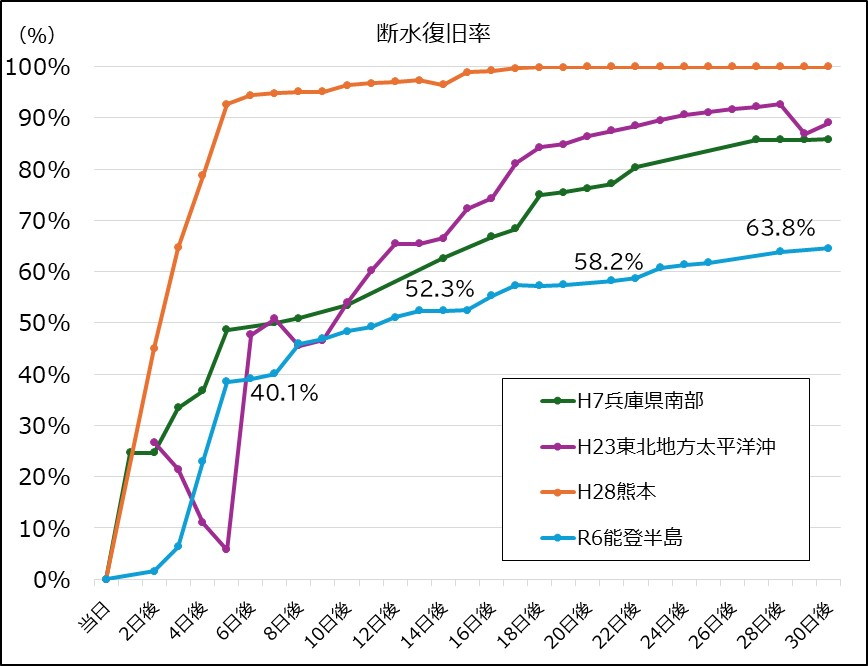 断水復旧率
(%)
100%
90%
80%
70%
60%
50%
40%
30%
20%
10%
0%
63.8%
58.2%
52.3%
40.1%
H7兵庫県南部
H23東北地方太平洋沖
H28熊本
R6能登半島
当日
2日後
4日後
6日後
8日後
10日後
12日後
14日後
16日後
18日後
20日後
22日後
24日後
26日後
28日後
30日後